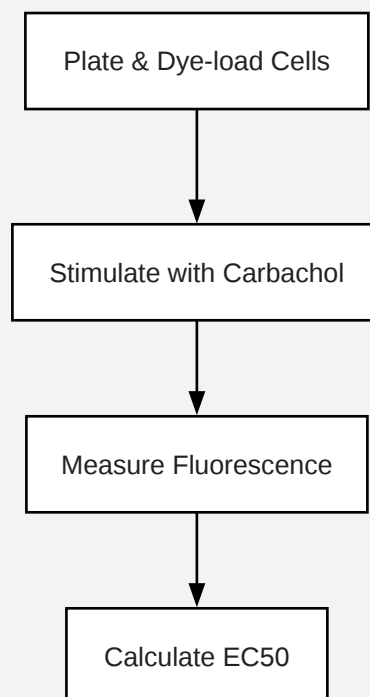 Plate & Dye-load Cells
Stimulate with Carbachol
Measure Fluorescence
Calculate EC50